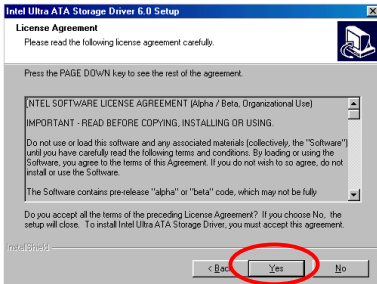 Intel Ultra ATA Storage Driver 6.0 Setup
License Agreement
Please read the following license agreement carefully.
Press the PAGE DOWN key to see the rest of the agreement.
INTEL SOFTWARE LICENSE AGREEMENT (Alpha / Beta, Organizational Use)
IMPORTANT - READ BEFORE COPYING, INSTALLING OR USING.
Do not use or load this software and any associated materials (collectively, the "Software")
until you have carefully read the following terms and conditions. By loading or using the
Software, you agree to the terms of this Agreement. If you do not wish to so agree, do not
install or use the Software.
The Software contains pre-release "alpha" or "beta" code, which may not be fully
Do you accept all the terms of the preceding License Agreement? If you choose No, the
setup will close. To install Intel Ultra ATA Storage Driver, you must accept this agreement.
InstallShield
< Back Yes No